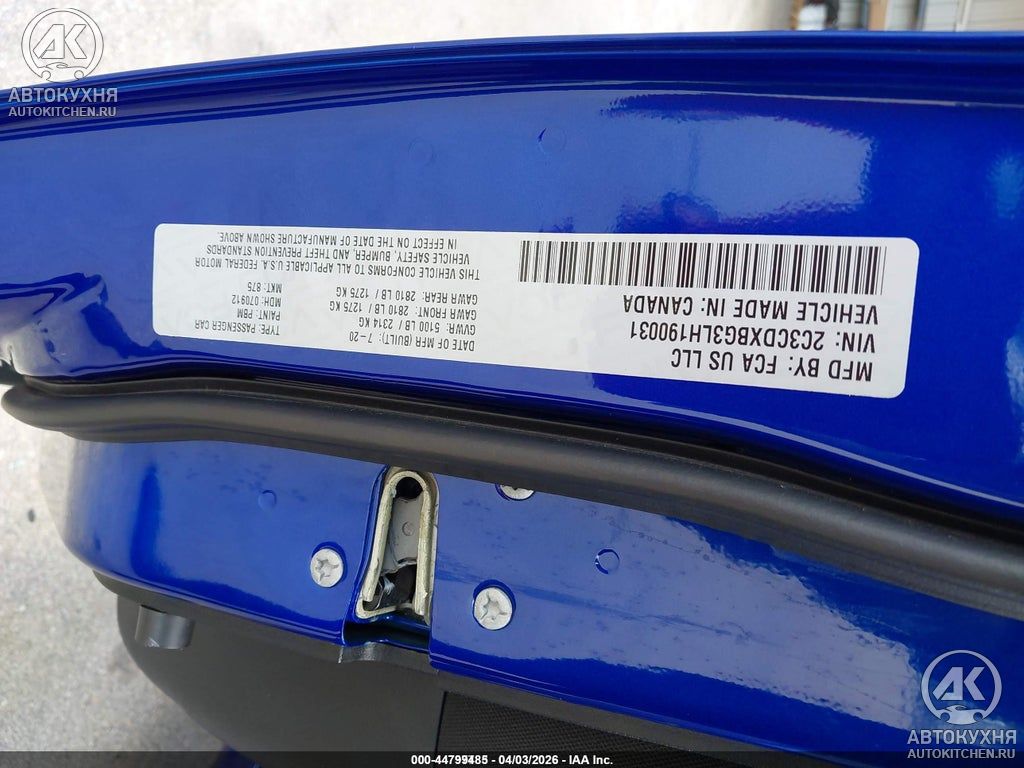 АК
АВТОКУХНЯ
AUTOKITCHEN.RU
MFD BY: FCA US LLC
VIN: 2C3CDXBG3LH190031
VEHICLE MADE IN: CANADA
DATE OF MFR (BUILT): 7-20
GVWR: 5100 LB / 2314 KG
GAWR FRONT: 2810 LB / 1275 KG
GAWR REAR: 2810 LB / 1275 KG
TYPE: PASSENGER CAR
PAINT: PBM
MDH: 070912
MKT: 875
THIS VEHICLE CONFORMS TO ALL APPLICABLE U.S.A. FEDERAL MOTOR
VEHICLE SAFETY, BUMPER, AND THEFT PREVENTION STANDARDS
IN EFFECT ON THE DATE OF MANUFACTURE SHOWN ABOVE.
АК
АВТОКУХНЯ
AUTOKITCHEN.RU
000-44799485 - 04/03/2026 - IAA Inc.